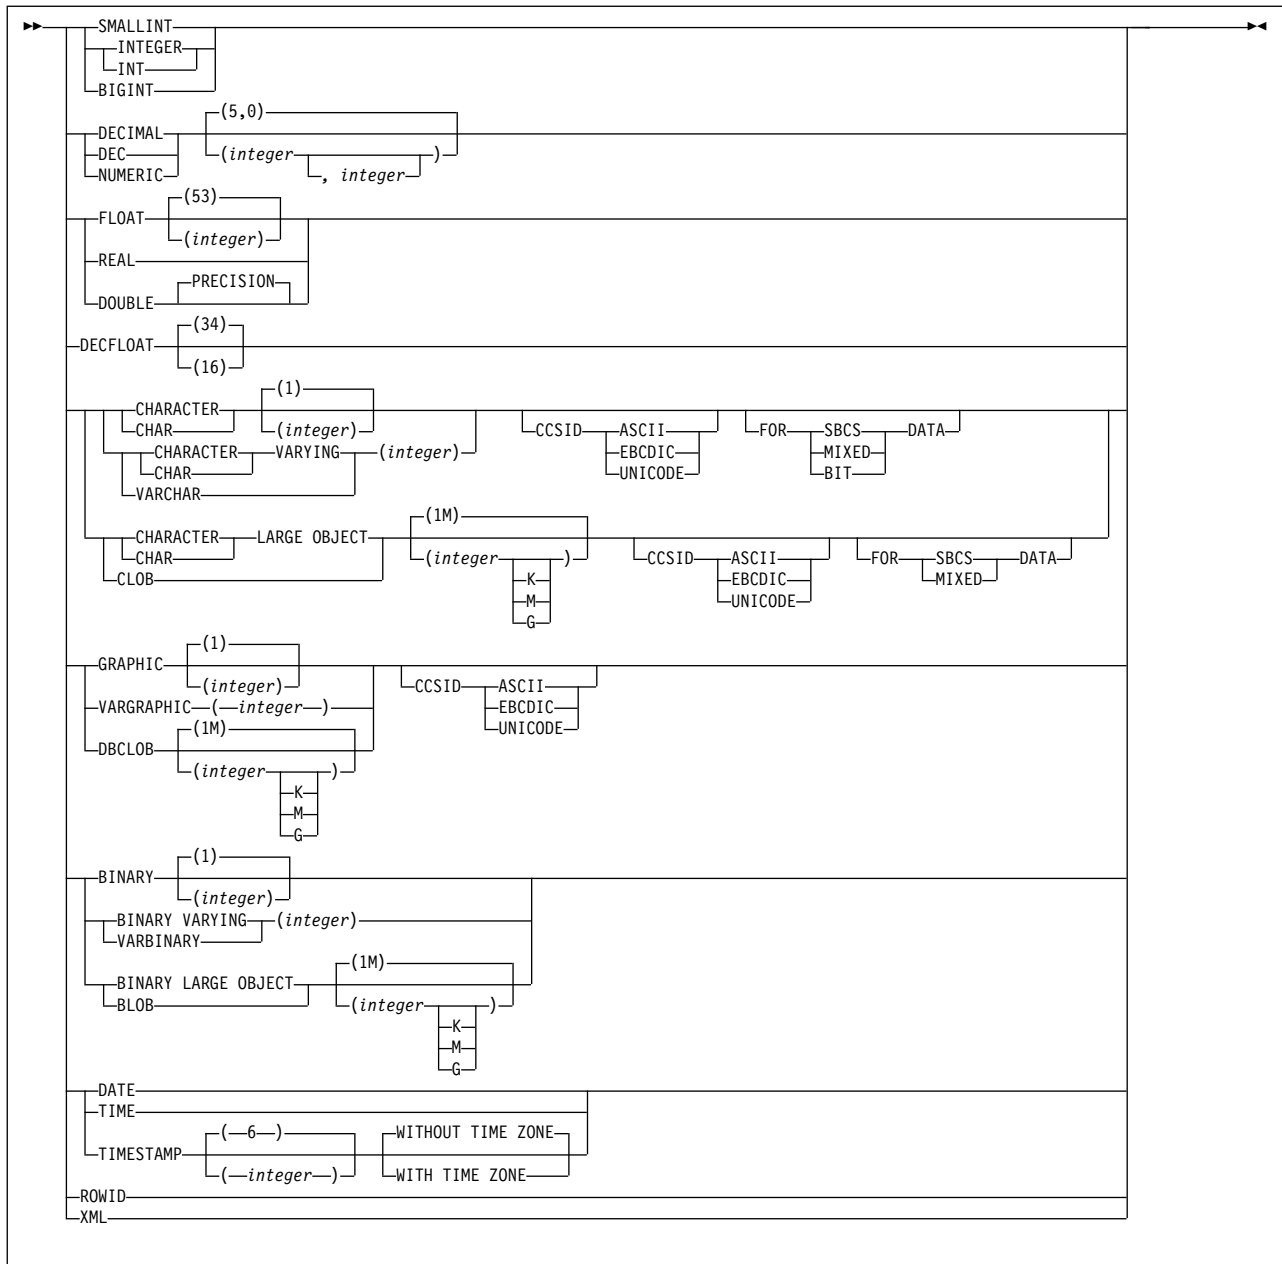 SMALLINT
INTEGER
INT
BIGINT
(5,0)
DECIMAL
DEC (integer )
NUMERIC , integer
(53)
FLOAT
(integer)
REAL
PRECISION
DOUBLE
(34)
DECFLOAT
(16)
(1)
CHARACTER
CHAR (integer) CCSID ASCII FOR SBCS DATA
CHARACTER VARYING (integer) EBCDIC MIXED
CHAR UNICODE BIT
VARCHAR
(1M)
CHARACTER LARGE OBJECT
CHAR (integer ) CCSID ASCII FOR SBCS DATA
CLOB K EBCDIC MIXED
M UNICODE
G
(1)
GRAPHIC
(integer) CCSID ASCII
VARGRAPHIC ( integer ) EBCDIC
(1M) UNICODE
DBCLOB
(integer )
K
M
G
(1)
BINARY
(integer)
BINARY VARYING (integer)
VARBINARY
(1M)
BINARY LARGE OBJECT
BLOB (integer )
K
M
G
DATE
TIME
( 6 ) WITHOUT TIME ZONE
TIMESTAMP
( integer ) WITH TIME ZONE
ROWID
XML